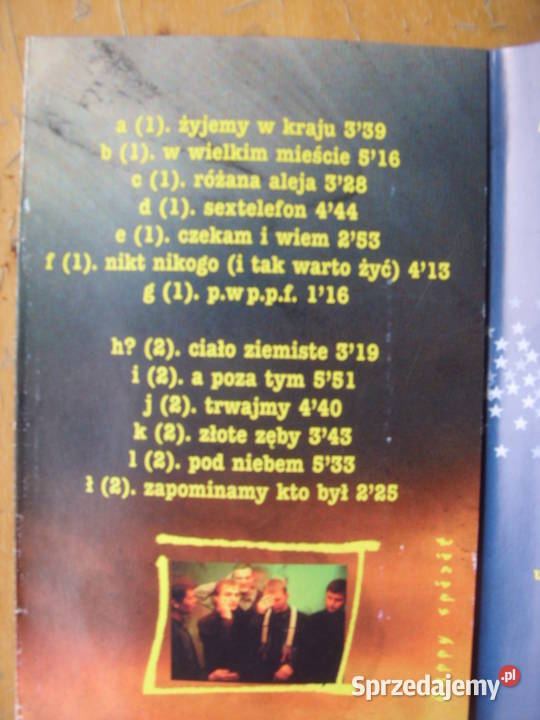 a (1). żyjemy w kraju 3'39
b (1). w wielkim mieście 5'16
c (1). różana aleja 3'28
d (1). sextelefon 4'44
e (1). czekam i wiem 2'53
f (1). nikt nikogo (i tak warto żyć) 4'13
g (1). p.w p.p.f. 1'16
h? (2). ciało ziemiste 3'19
i (2). a poza tym 5'51
j (2). trwajmy 4'40
k (2). złote zęby 3'43
l (2). pod niebem 5'33
ł (2). zapominamy kto był 2'25
Sprzedajemy.pl